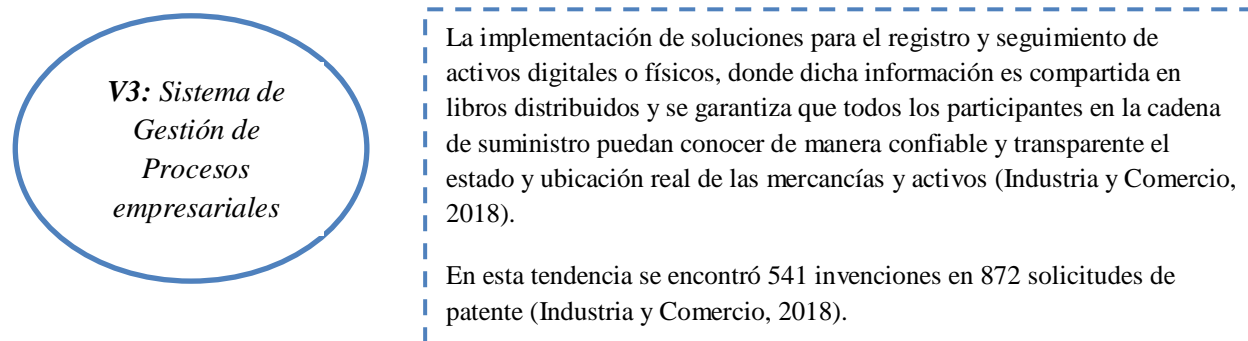 V3: Sistema de
Gestión de
Procesos
empresariales
La implementación de soluciones para el registro y seguimiento de
activos digitales o físicos, donde dicha información es compartida en
libros distribuidos y se garantiza que todos los participantes en la cadena
de suministro puedan conocer de manera confiable y transparente el
estado y ubicación real de las mercancías y activos (Industria y Comercio,
2018).
En esta tendencia se encontró 541 invenciones en 872 solicitudes de
patente (Industria y Comercio, 2018).